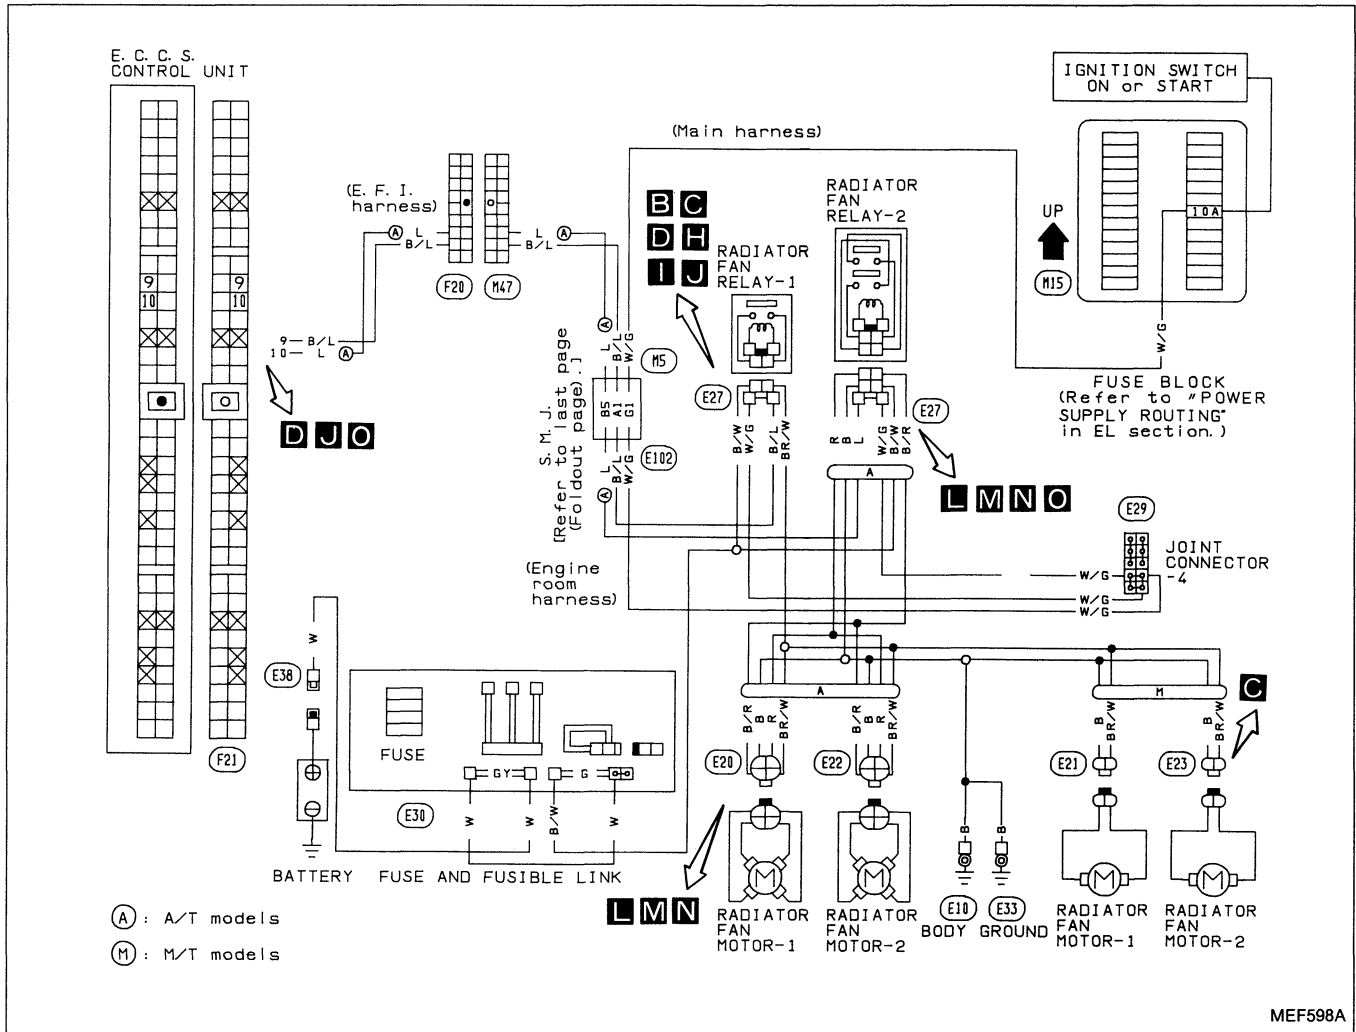 E. C. C. S.
CONTROL UNIT
IGNITION SWITCH
ON or START
(Main harness)
(E. F. I.
harness)
RADIATOR
FAN
RELAY-2
B C
D H
I J
RADIATOR
FAN
RELAY-1
UP
10A
M15
A L
B/L
L A
B/L
F20
M47
9
10
9
10
9 B/L
10 L A
W/G
A
L
B/L
W/G
M5
S. M. J.
[Refer to last page
(Foldout page).]
B5
A1
G1
E102
L
B/L
W/G
A
E27
B/W
W/G
B/L
BR/W
R
B
L
W/G
B/W
B/R
E27
A
FUSE BLOCK
(Refer to "POWER
SUPPLY ROUTING"
in EL section.)
D J O
L M N O
E29
JOINT
CONNECTOR
-4
W/G
W/G
W/G
(Engine
room
harness)
W
E38
FUSE
GY
G
E30
W
W
B/W
W
F21
BATTERY
FUSE AND FUSIBLE LINK
A
M
C
B/R
B
R
BR/W
B/R
B
R
BR/W
B
BR/W
B
BR/W
E20
E22
E21
E23
M
M
M
M
B
B
E10
E33
BODY GROUND
L M N
RADIATOR
FAN
MOTOR-1
RADIATOR
FAN
MOTOR-2
RADIATOR
FAN
MOTOR-1
RADIATOR
FAN
MOTOR-2
A : A/T models
M : M/T models
MEF598A